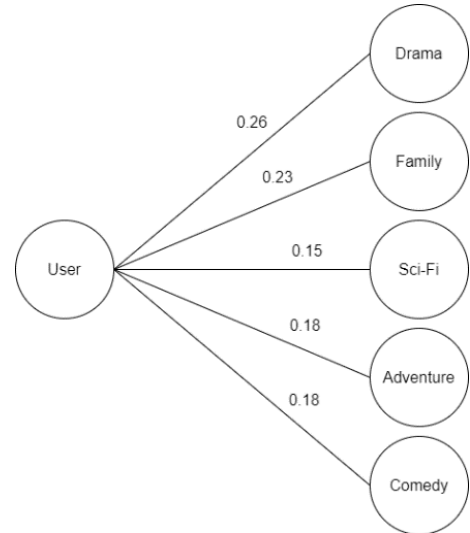 Drama
0.26
Family
0.23
User
0.15
Sci-Fi
0.18
Adventure
0.18
Comedy